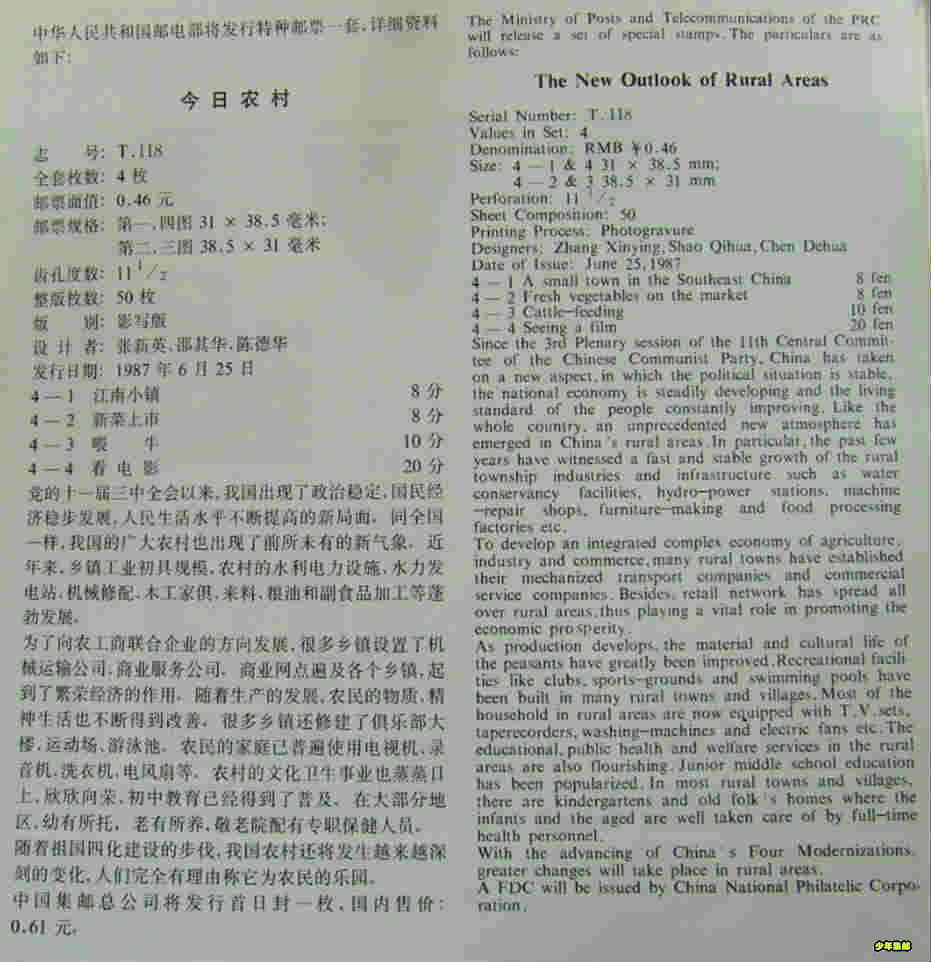 中华人民共和国邮电部将发行特种邮票一套,详细资料
如下:
今日农村
志 号: T.118
全套枚数: 4 枚
邮票面值: 0.46 元
邮票规格: 第一、四图 31 × 38.5 毫米;
第二、三图 38.5 × 31 毫米
齿孔度数: 11 1/2
整版枚数: 50 枚
版 别: 影写版
设 计 者: 张新英、邵其华、陈德华
发行日期: 1987 年 6 月 25 日
4 — 1 江南小镇 8 分
4 — 2 新菜上市 8 分
4 — 3 喂 牛 10 分
4 — 4 看 电 影 20 分
党的十一届三中全会以来,我国出现了政治稳定,国民经
济稳步发展,人民生活水平不断提高的新局面。同全国
一样,我国的广大农村也出现了前所未有的新气象。近
年来,乡镇工业初具规模,农村的水利电力设施、水力发
电站、机械修配、木工家俱、来料、粮油和副食品加工等蓬
勃发展。
为了向农工商联合企业的方向发展,很多乡镇设置了机
械运输公司、商业服务公司。商业网点遍及各个乡镇,起
到了繁荣经济的作用。随着生产的发展,农民的物质、精
神生活也不断得到改善。很多乡镇还修建了俱乐部大
楼、运动场、游泳池。农民的家庭已普遍使用电视机、录
音机、洗衣机、电风扇等。农村的文化卫生事业也蒸蒸日
上,欣欣向荣,初中教育已经得到了普及。在大部分地
区,幼有所托,老有所养,敬老院配有专职保健人员。
随着祖国四化建设的步伐,我国农村还将发生越来越深
刻的变化,人们完全有理由称它为农民的乐园。
中国集邮总公司将发行首日封一枚、国内售价:
0.61 元。
The Ministry of Posts and Telecommunications of the PRC
will release a set of special stamps. The particulars are as
follows:
The New Outlook of Rural Areas
Serial Number: T. 118
Values in Set: 4
Denomination: RMB ¥0.46
Size: 4 — 1 & 4 31 × 38.5 mm;
4 — 2 & 3 38.5 × 31 mm
Perforation: 11 1/2
Sheet Composition: 50
Printing Process: Photogravure
Designers: Zhang Xinying, Shao Qihua, Chen Dehua
Date of Issue: June 25, 1987
4 — 1 A small town in the Southeast China 8 fen
4 — 2 Fresh vegetables on the market 8 fen
4 — 3 Cattle-feeding 10 fen
4 — 4 Seeing a film 20 fen
Since the 3rd Plenary session of the 11th Central Commit-
tee of the Chinese Communist Party, China has taken
on a new aspect, in which the political situation is stable,
the national economy is steadily developing and the living
standard of the people constantly improving. Like the
whole country, an unprecedented new atmosphere has
emerged in China's rural areas. In particular, the past few
years have witnessed a fast and stable growth of the rural
township industries and infrastructure such as water
conservancy facilities, hydro-power stations, machine
-repair shops, furniture-making and food processing
factories etc.
To develop an integrated complex economy of agriculture,
industry and commerce, many rural towns have established
their mechanized transport companies and commercial
service companies. Besides, retail network has spread all
over rural areas, thus playing a vital role in promoting the
economic prosperity.
As production develops, the material and cultural life of
the peasants have greatly been improved. Recreational facili-
ties like clubs, sports-grounds and swimming pools have
been built in many rural towns and villages. Most of the
household in rural areas are now equipped with T.V. sets,
taperecorders, washing-machines and electric fans etc. The
educational, public health and welfare services in the rural
areas are also flourishing. Junior middle school education
has been popularized. In most rural towns and villages,
there are kindergartens and old folk's homes where the
infants and the aged are well taken care of by full-time
health personnel.
With the advancing of China s Four Modernizations,
greater changes will take place in rural areas.
A FDC will be issued by China National Philatelic Corpo-
ration.
少年集邮